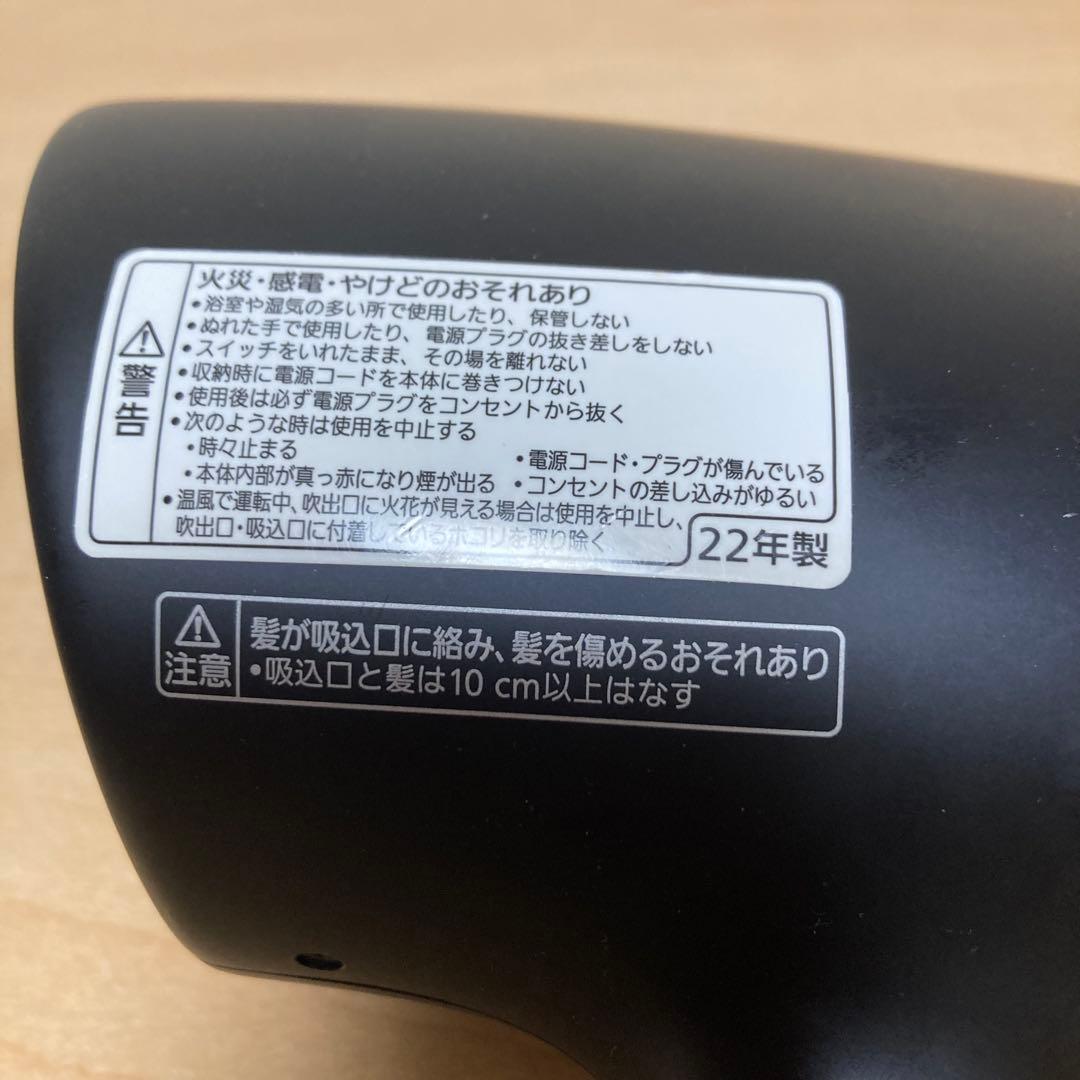 ⚠警告
火災・感電・やけどのおそれあり
・浴室や湿気の多い所で使用したり、保管しない
・ぬれた手で使用したり、電源プラグの抜き差しをしない
・スイッチをいれたまま、その場を離れない
・収納時に電源コードを本体に巻きつけない
・使用後は必ず電源プラグをコンセントから抜く
・次のような時は使用を中止する
・時々止まる ・電源コード・プラグが傷んでいる
・本体内部が真っ赤になり煙が出る ・コンセントの差し込みがゆるい
・温風で運転中、吹出口に火花が見える場合は使用を中止し、
吹出口・吸込口に付着しているホコリを取り除く
22年製
⚠注意
髪が吸込口に絡み、髪を傷めるおそれあり
・吸込口と髪は10 cm以上はなす